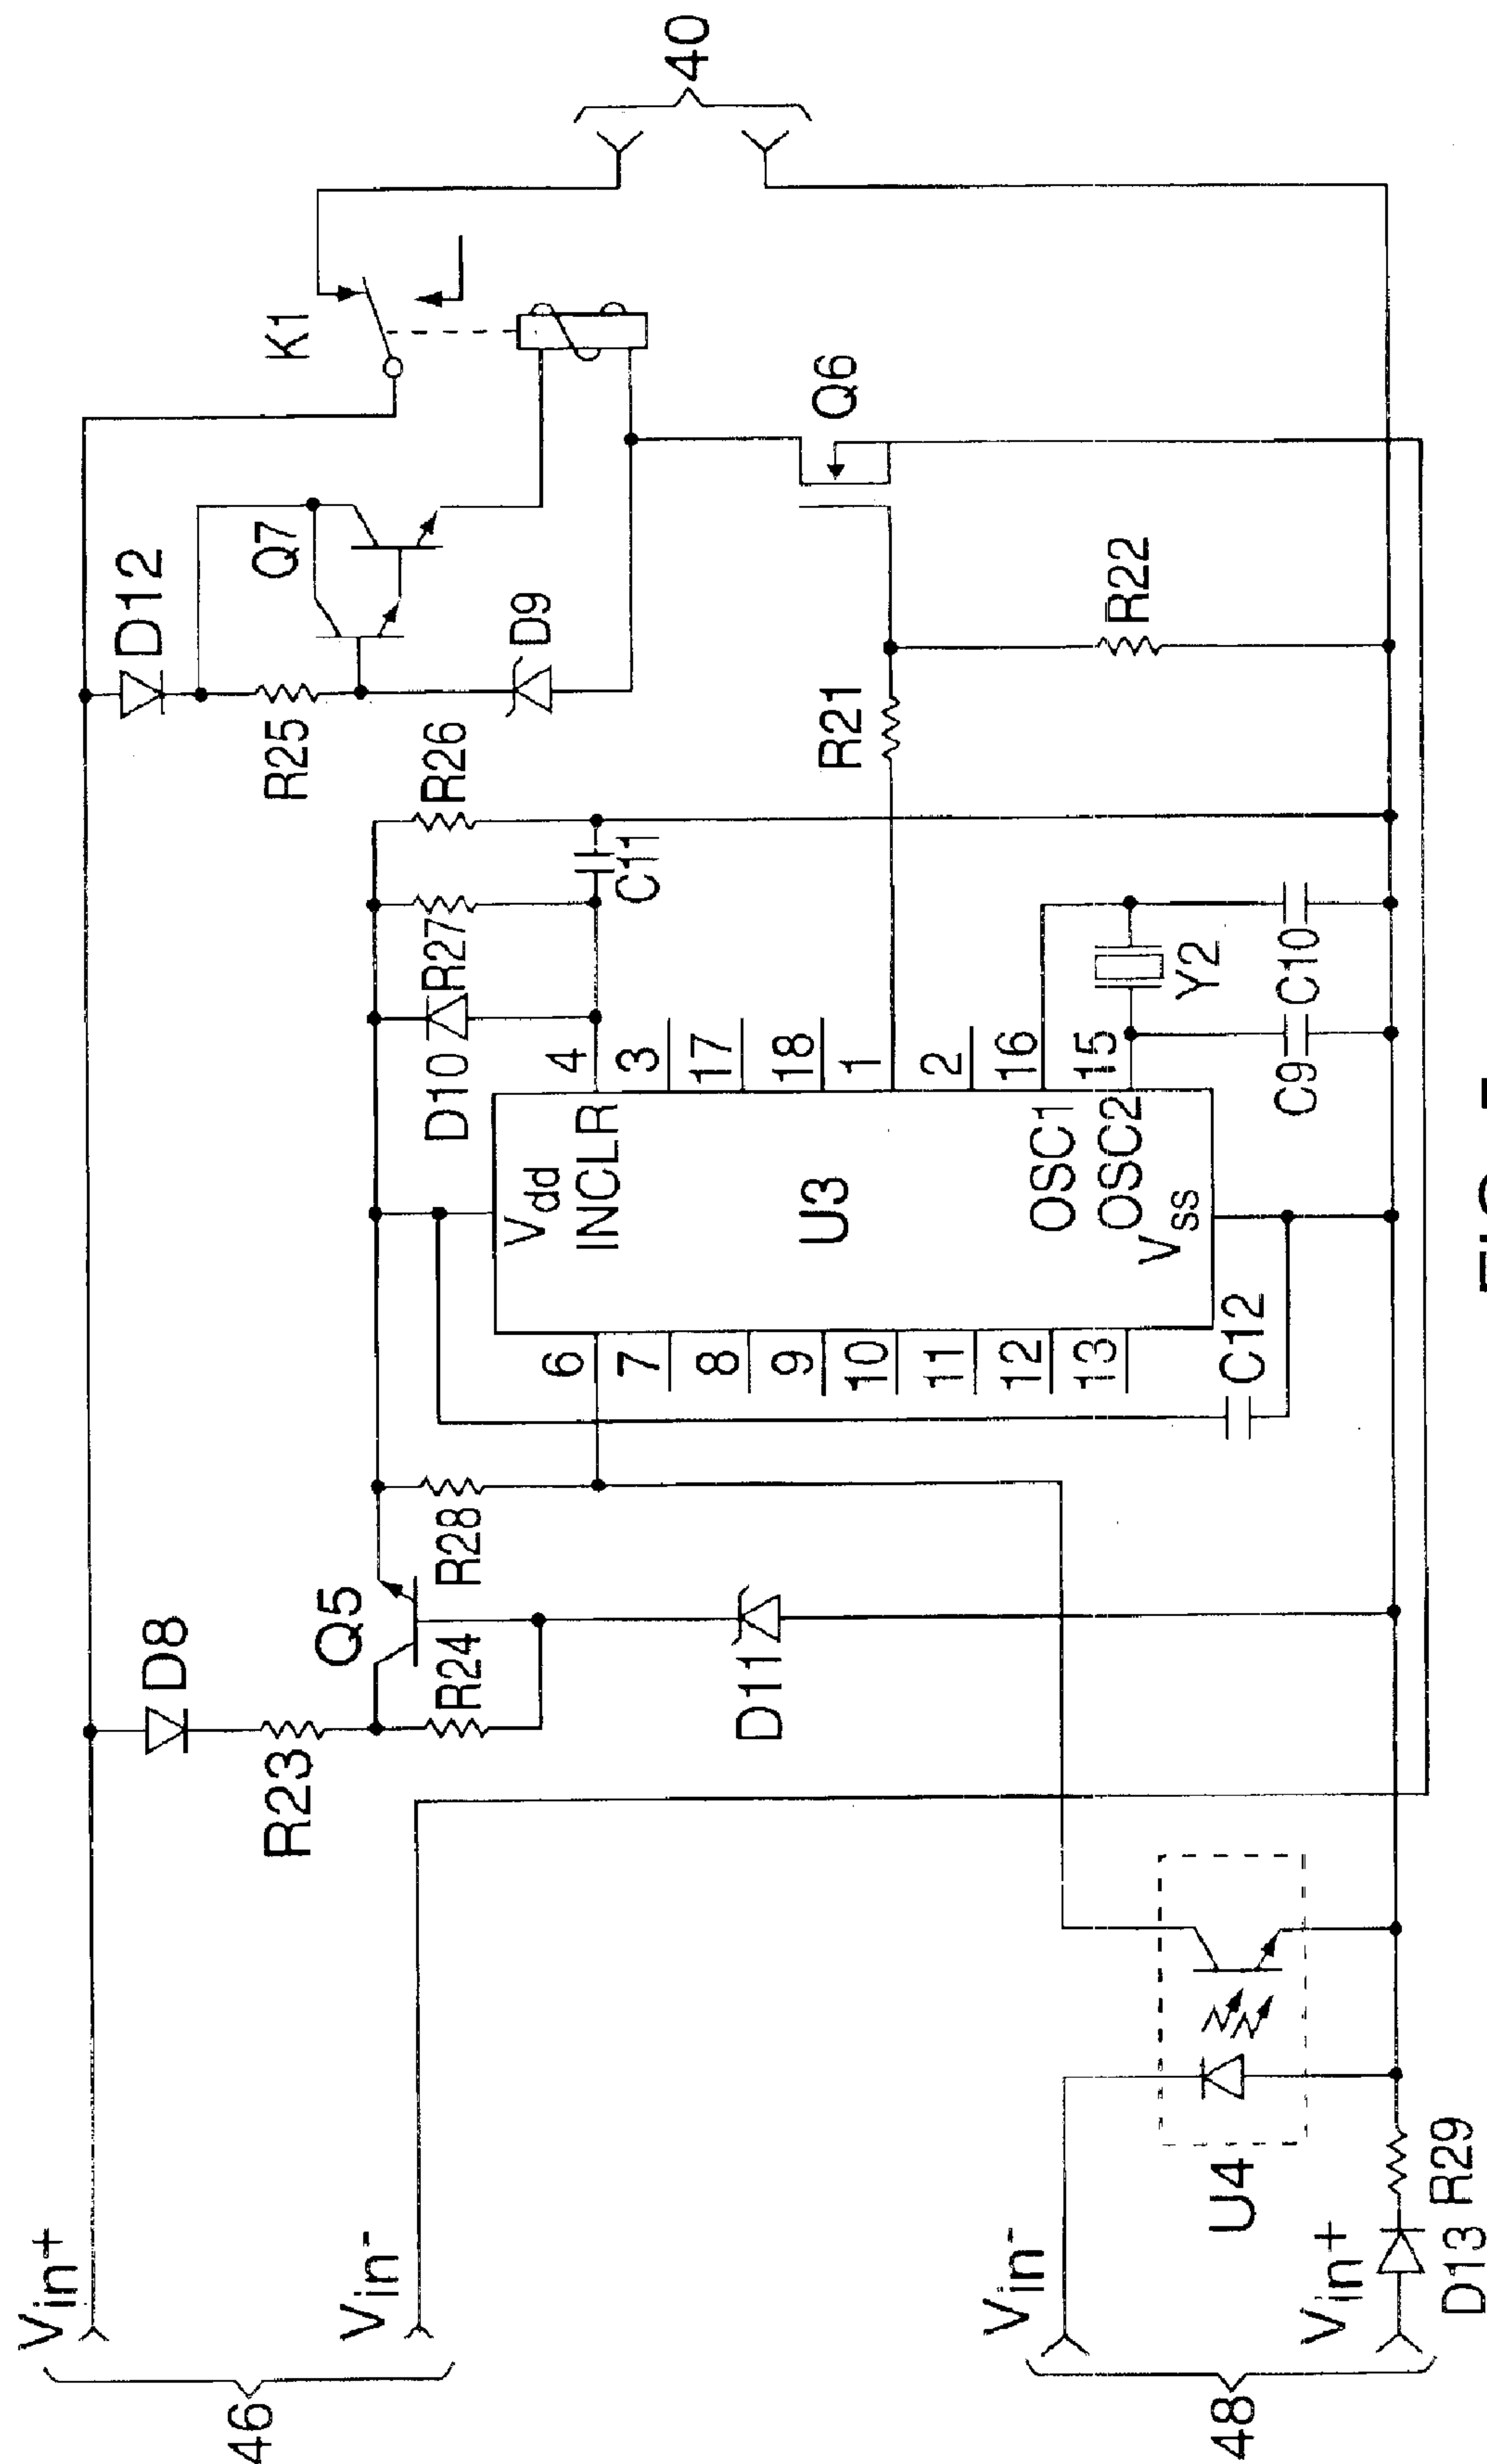 Vin+
46
Vin-
D8
R23
Q5
R24
D11
R28
D12
R25
Q7
D9
K1
40
R26
R27
C11
D10
Vdd
INCLR
U3
OSC1
OSC2
Vss
4
3
17
18
1
2
16
15
6
7
8
9
10
11
12
13
C12
R21
Q6
R22
Y2
C9
C10
Vin-
48
Vin+
U4
D13
R29